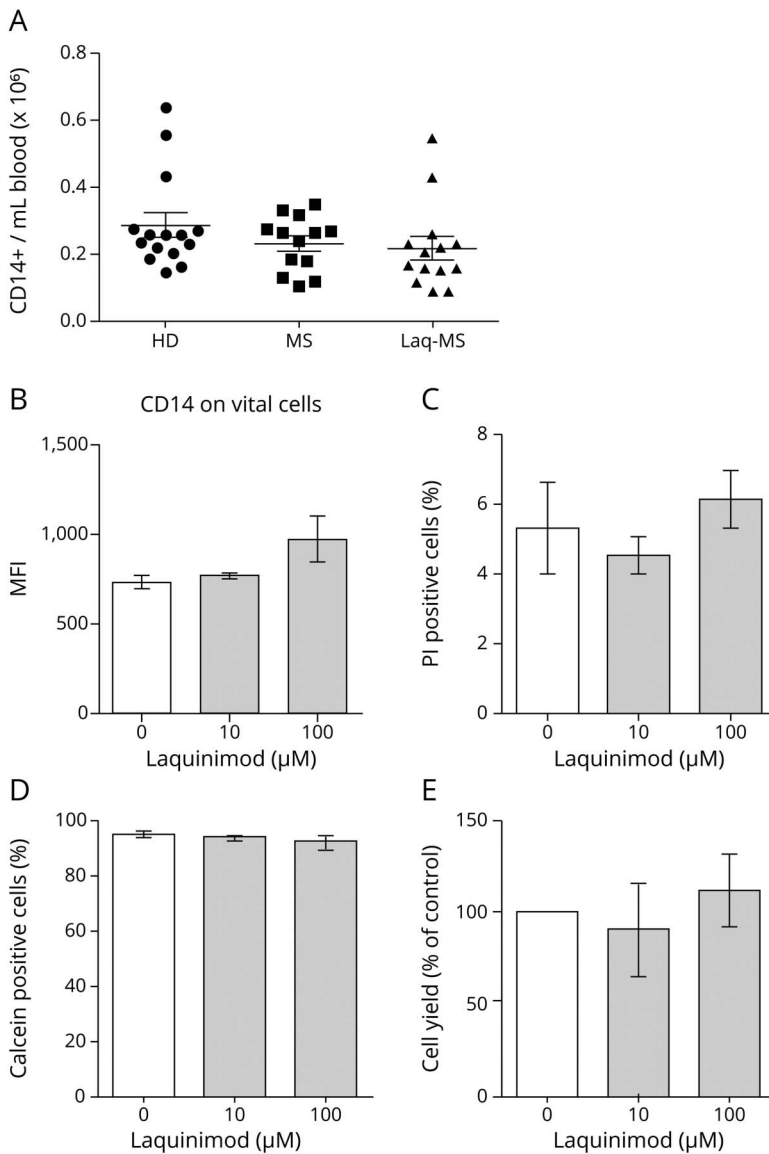 A
CD14+ / mL blood (x 10⁶)
0.8
0.6
0.4
0.2
0.0
HD MS Laq-MS
B
CD14 on vital cells
MFI
1,500
1,000
500
0
0 10 100
Laquinimod (µM)
C
PI positive cells (%)
8
6
4
2
0
0 10 100
Laquinimod (µM)
D
Calcein positive cells (%)
100
80
60
40
20
0
0 10 100
Laquinimod (µM)
E
Cell yield (% of control)
150
100
50
0
0 10 100
Laquinimod (µM)